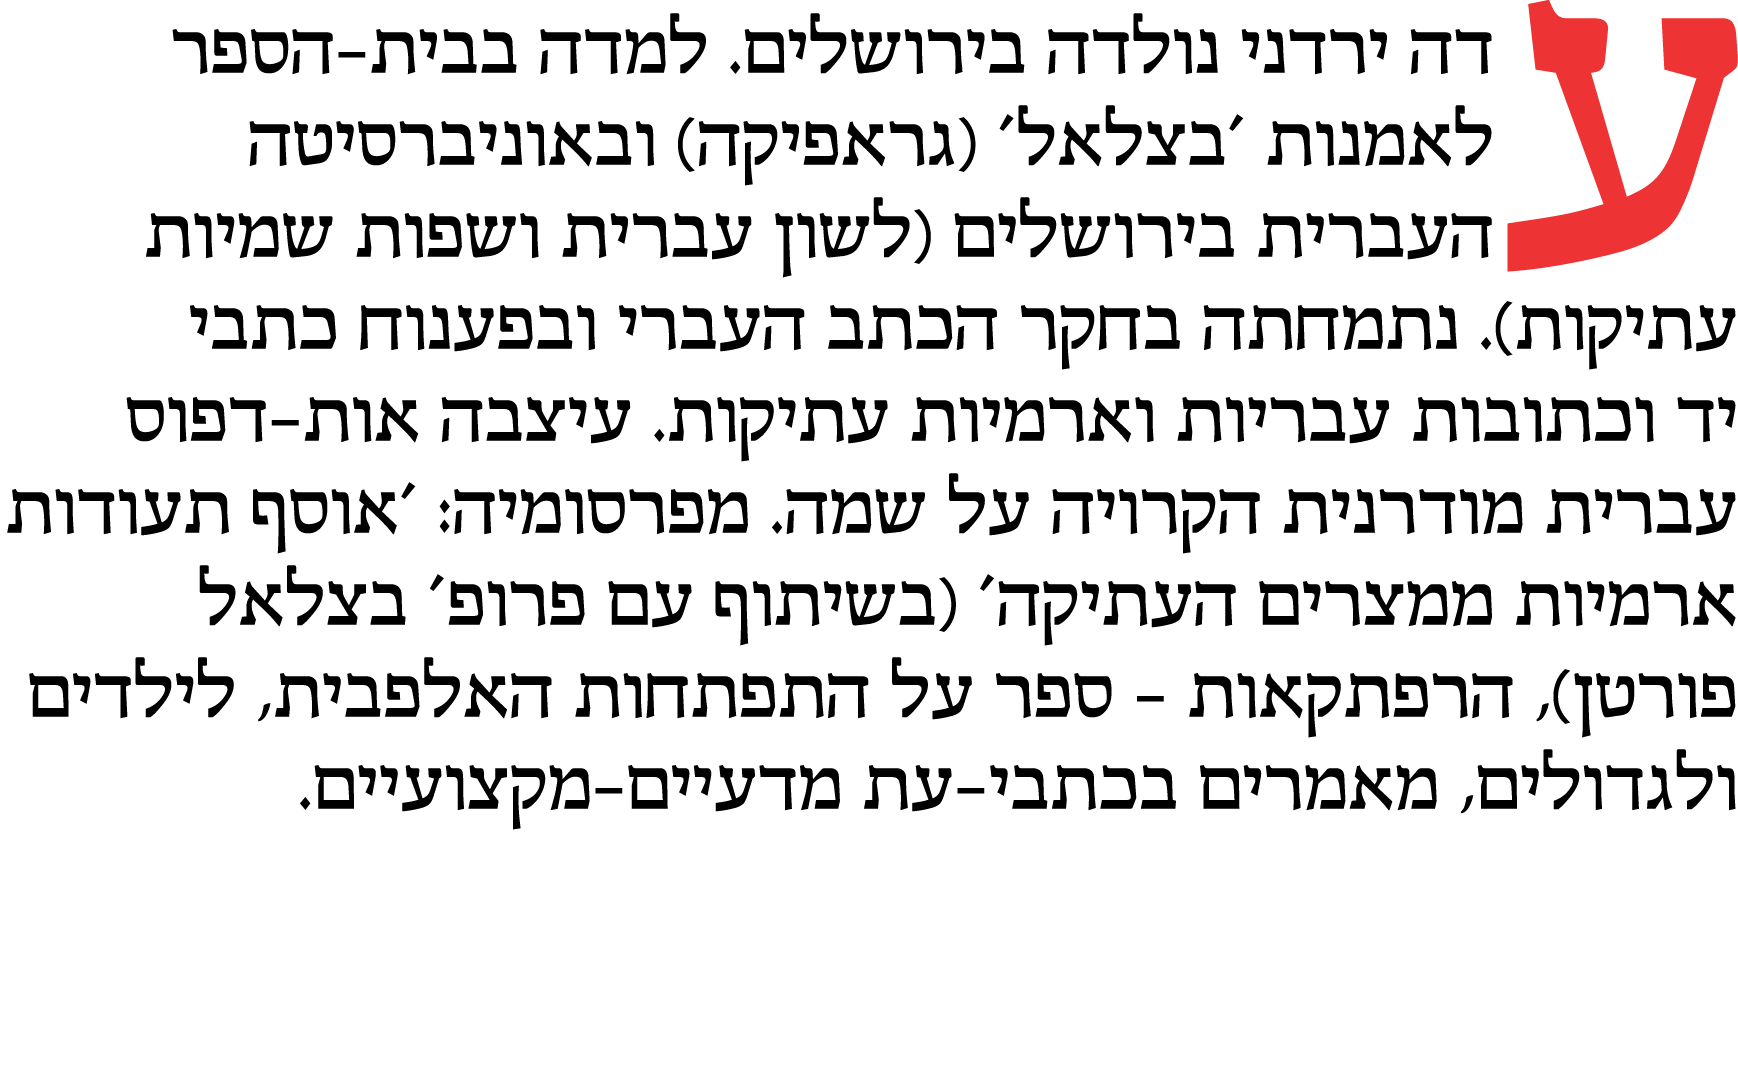 עדה ירדני נולדה בירושלים. למדה בבית-הספר
לאמנות 'בצלאל' (גראפיקה) ובאוניברסיטה
העברית בירושלים (לשון עברית ושפות שמיות
עתיקות). נתמחתה בחקר הכתב העברי ובפענוח כתבי
יד וכתובות עבריות וארמיות עתיקות. עיצבה אות-דפוס
עברית מודרנית הקרויה על שמה. מפרסומיה: 'אוסף תעודות
ארמיות ממצרים העתיקה' (בשיתוף עם פרופ' בצלאל
פורטן), הרפתקאות - ספר על התפתחות האלפבית, לילדים
ולגדולים, מאמרים בכתבי-עת מדעיים-מקצועיים.